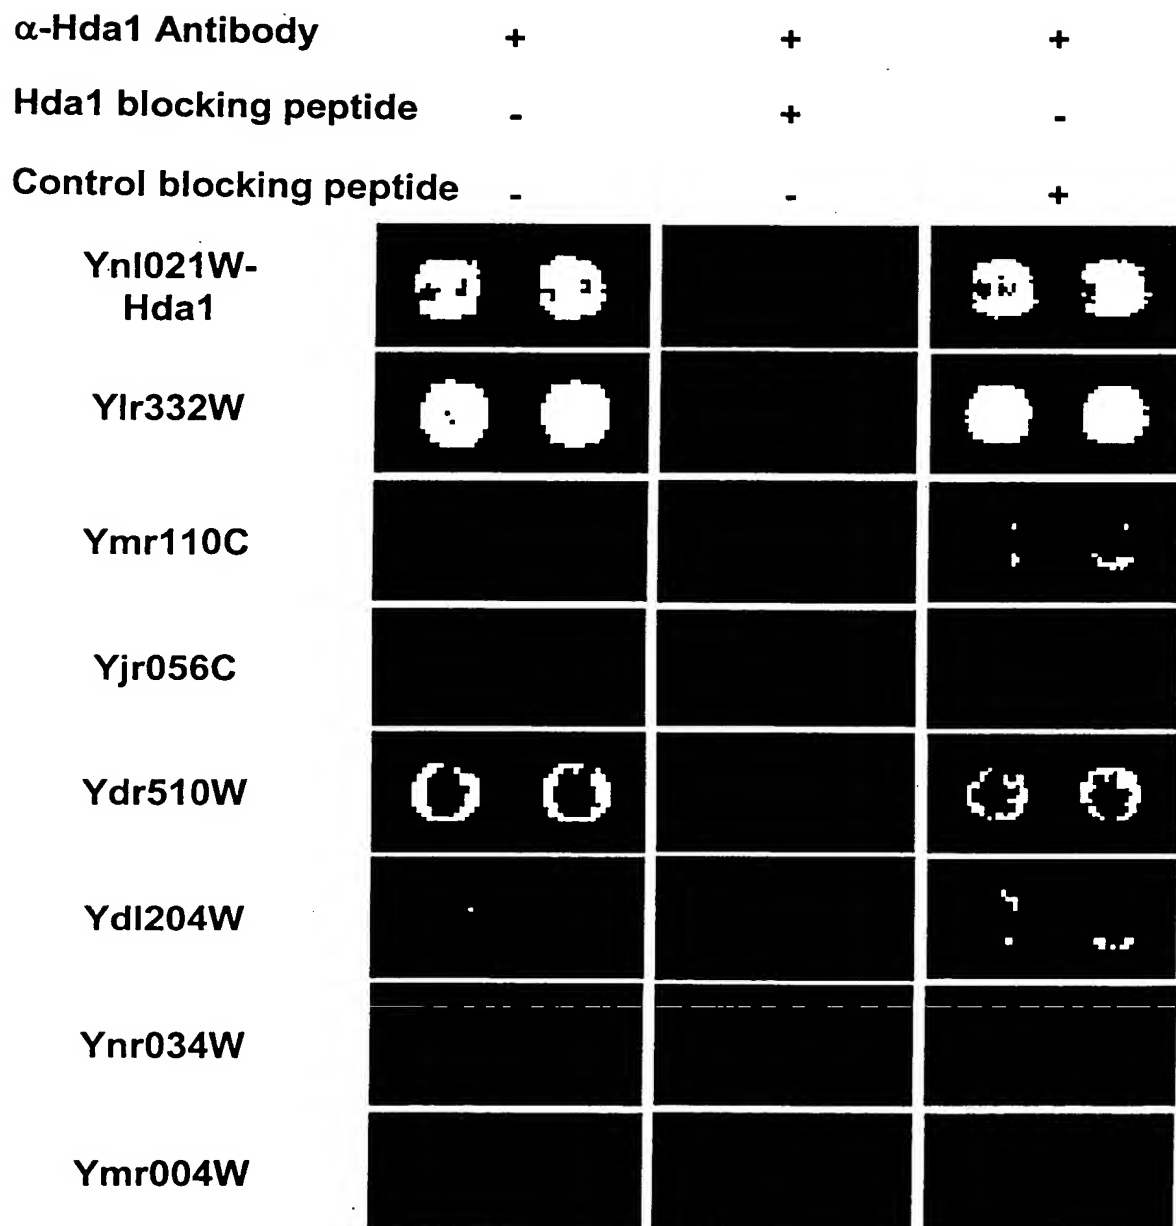 α-Hda1 Antibody + + +
Hda1 blocking peptide - + -
Control blocking peptide - - +
Ynl021W-
Hda1
Ylr332W
Ymr110C
Yjr056C
Ydr510W
Ydl204W
Ynr034W
Ymr004W